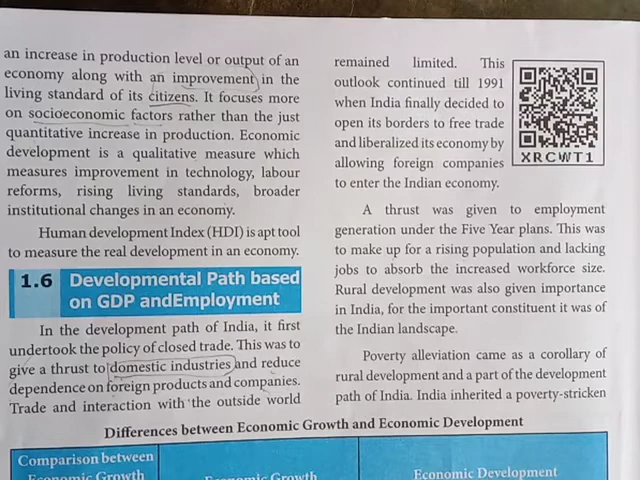 an increase in production level or output of an
economy along with an improvement in the
living standard of its citizens. It focuses more
on socioeconomic factors rather than the just
quantitative increase in production. Economic
development is a qualitative measure which
measures improvement in technology, labour
reforms, rising living standards, broader
institutional changes in an economy.
Human development Index (HDI) is apt tool
to measure the real development in an economy.
1.6 Developmental Path based
on GDP andEmployment
In the development path of India, it first
undertook the policy of closed trade. This was to
give a thrust to domestic industries and reduce
dependence on foreign products and companies.
Trade and interaction with the outside world
remained limited. This
outlook continued till 1991
when India finally decided to
open its borders to free trade
and liberalized its economy by
allowing foreign companies
to enter the Indian economy.
XRCWT1
A thrust was given to employment
generation under the Five Year plans. This was
to make up for a rising population and lacking
jobs to absorb the increased workforce size.
Rural development was also given importance
in India, for the important constituent it was of
the Indian landscape.
Poverty alleviation came as a corollary of
rural development and a part of the development
path of India. India inherited a poverty-stricken
Differences between Economic Growth and Economic Development
Comparison between
Economic Growth
Economic Growth
Economic Development